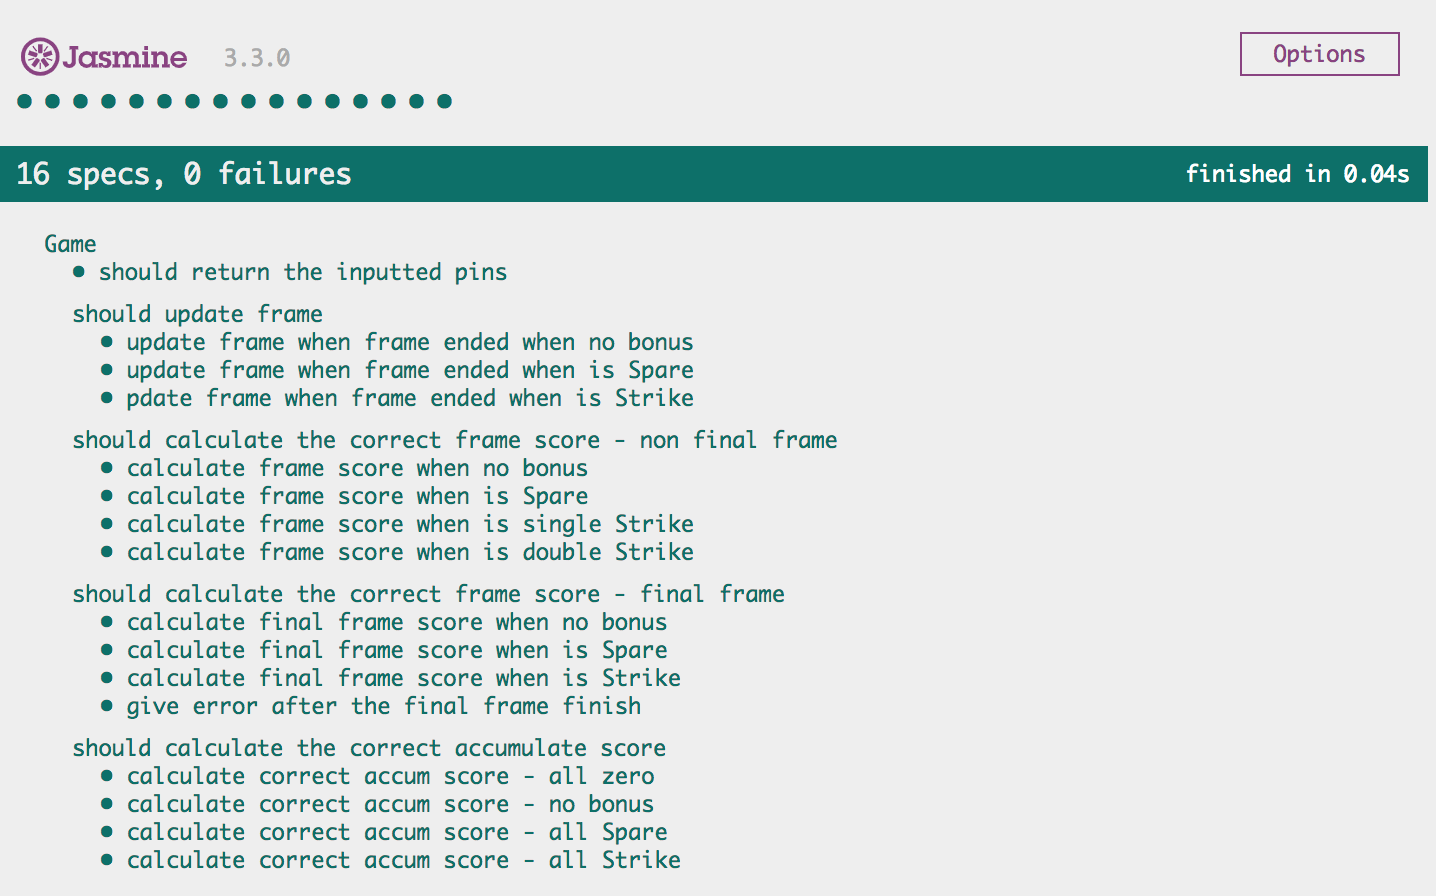 Jasmine 3.3.0 Options
16 specs, 0 failures finished in 0.04s
Game
• should return the inputted pins
should update frame
• update frame when frame ended when no bonus
• update frame when frame ended when is Spare
• pdate frame when frame ended when is Strike
should calculate the correct frame score - non final frame
• calculate frame score when no bonus
• calculate frame score when is Spare
• calculate frame score when is single Strike
• calculate frame score when is double Strike
should calculate the correct frame score - final frame
• calculate final frame score when no bonus
• calculate final frame score when is Spare
• calculate final frame score when is Strike
• give error after the final frame finish
should calculate the correct accumulate score
• calculate correct accum score - all zero
• calculate correct accum score - no bonus
• calculate correct accum score - all Spare
• calculate correct accum score - all Strike